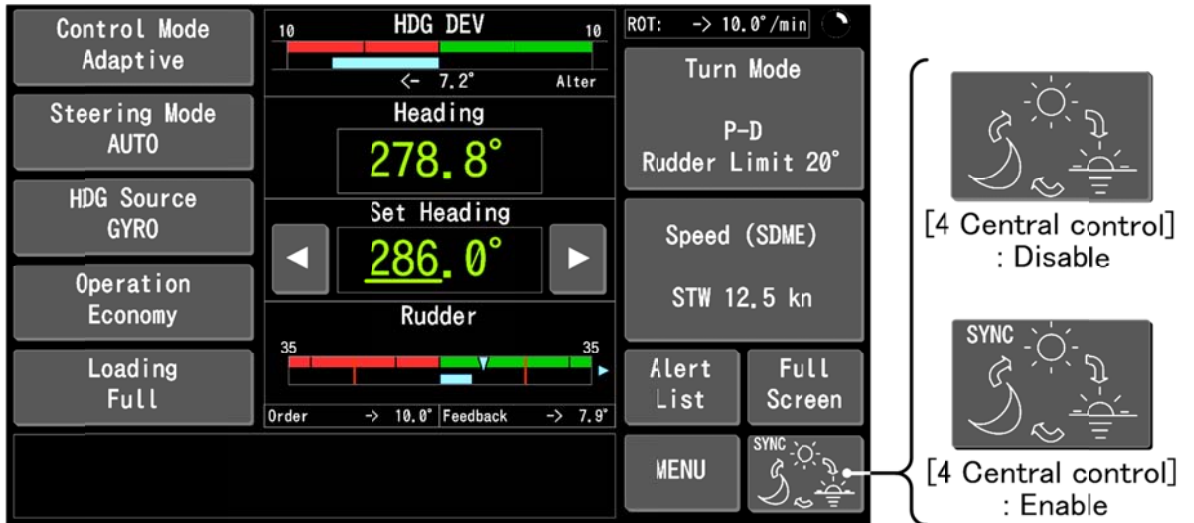 Control Mode
Adaptive
Steering Mode
AUTO
HDG Source
GYRO
Operation
Economy
Loading
Full
10 HDG DEV 10
<- 7.2° Alter
Heading
278.8°
Set Heading
◀ 286.0° ▶
Rudder
35 35
Order -> 10.0° Feedback -> 7.9°
ROT: -> 10.0°/min
Turn Mode
P-D
Rudder Limit 20°
Speed (SDME)
STW 12.5 kn
Alert
List
Full
Screen
MENU
SYNC
[4 Central control]
: Disable
SYNC
[4 Central control]
: Enable